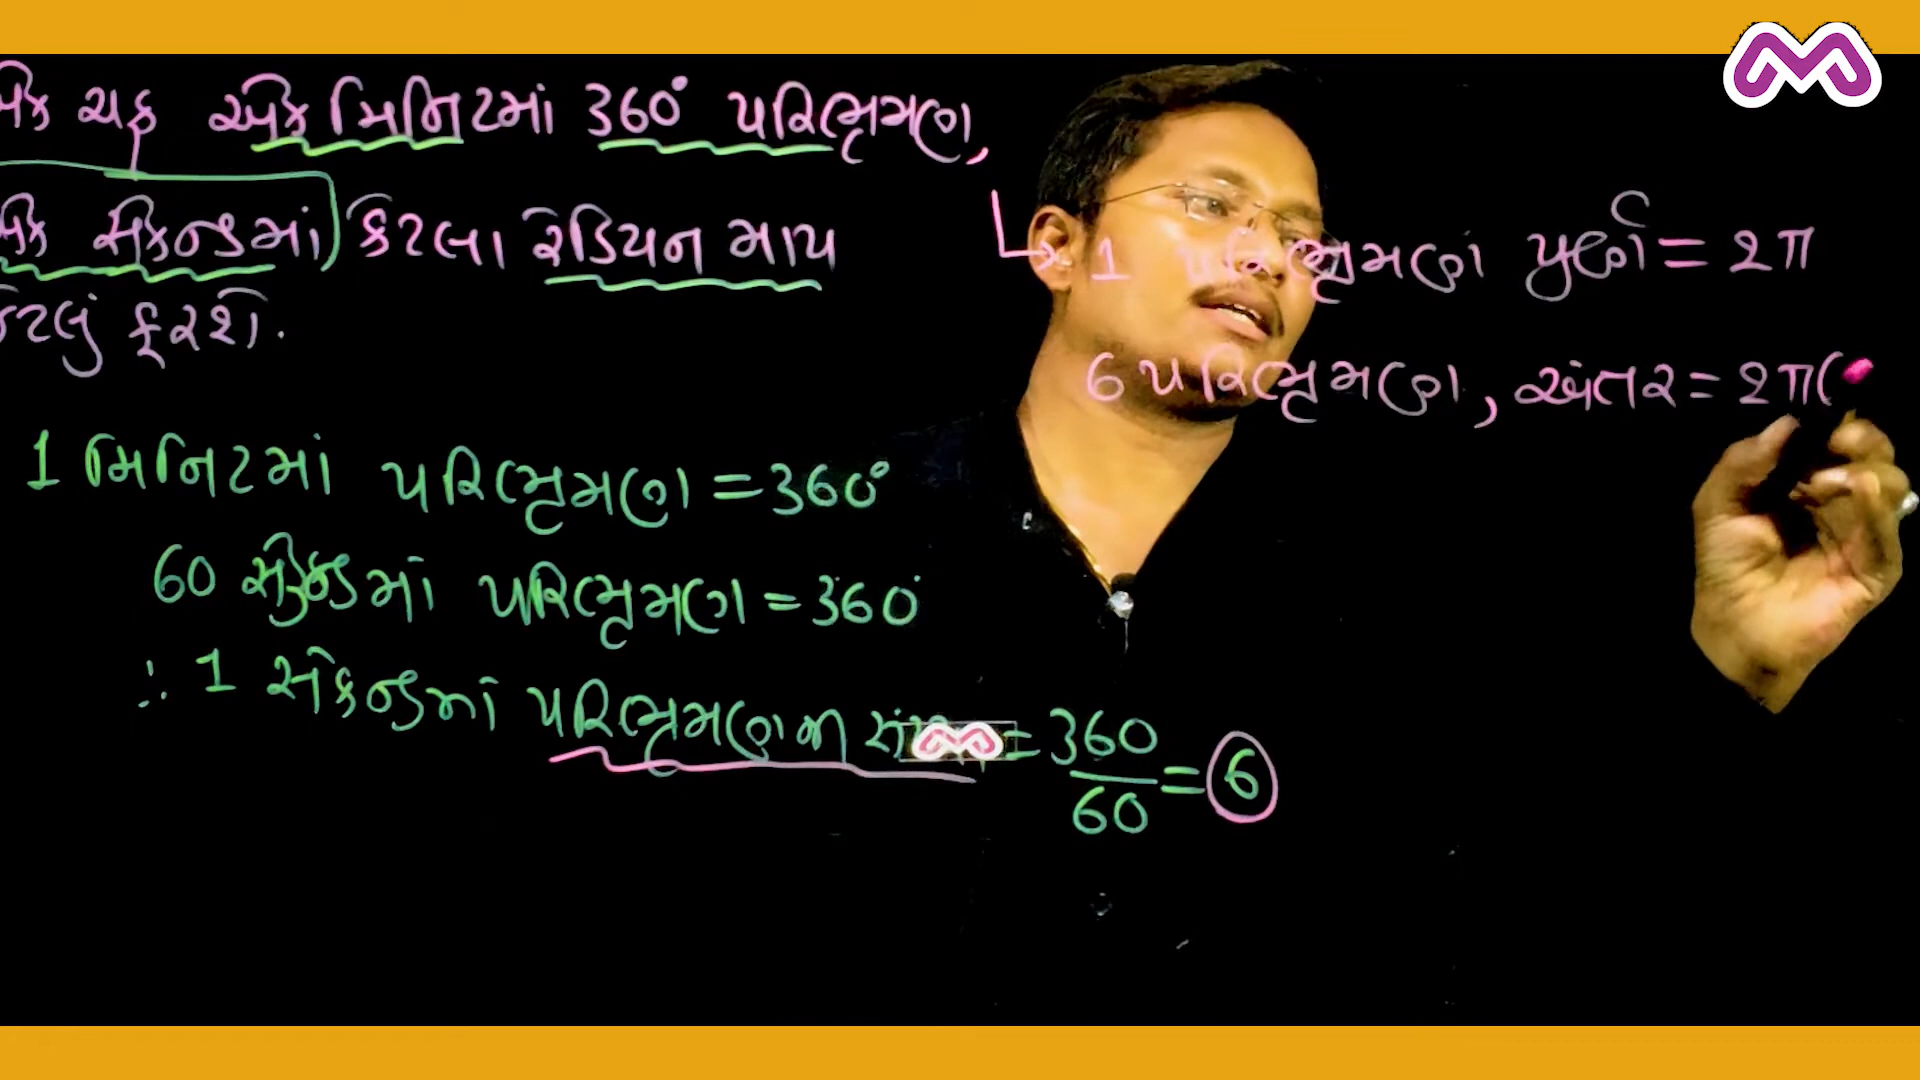 એક ચક્ર એક મિનિટમાં 360° પરિભ્રમણ,
એક સેકન્ડમાં કેટલા રેડિયન માપ
જેટલું ફરશે.
1 પરિભ્રમણ પુર્ણ = 2π
6 પરિભ્રમણ, અંતર = 2π(
1 મિનિટમાં પરિભ્રમણ = 360°
60 સેકન્ડમાં પરિભ્રમણ = 360°
∴ 1 સેકન્ડમાં પરિભ્રમણની = 360/60 = 6